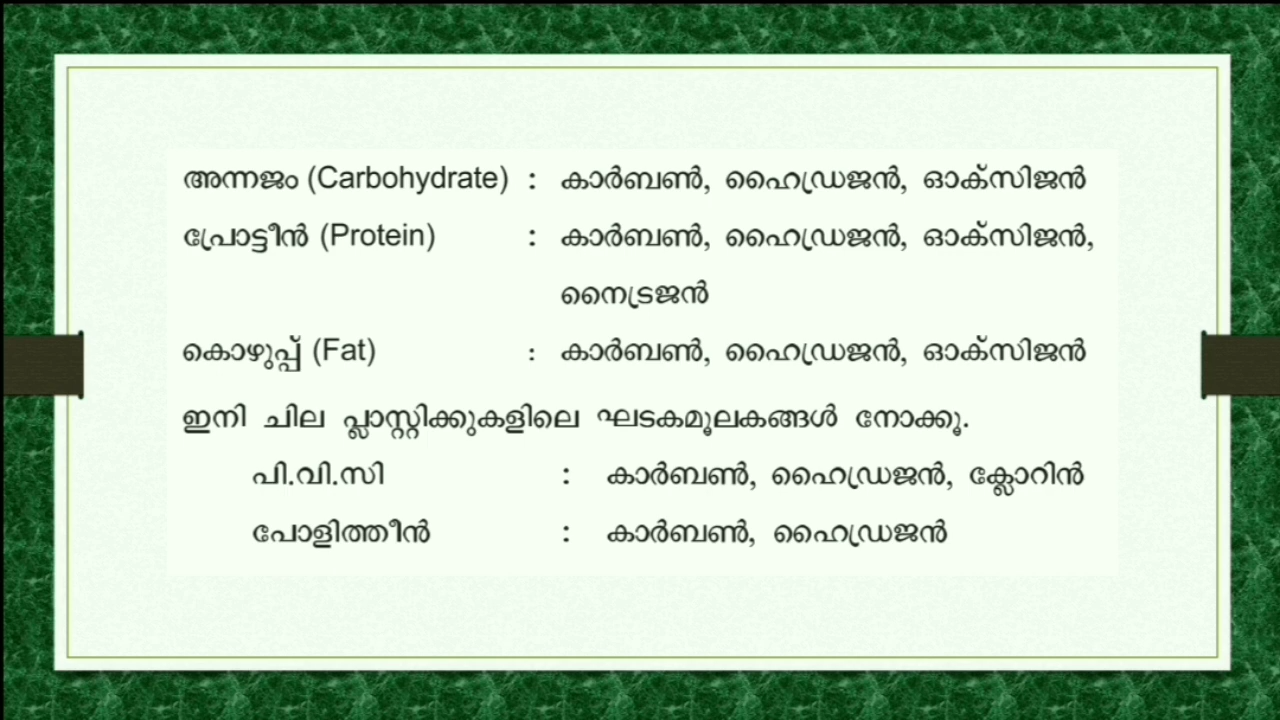 അന്നജം (Carbohydrate) : കാർബൺ, ഹൈഡ്രജൻ, ഓക്സിജൻ
പ്രോട്ടീൻ (Protein) : കാർബൺ, ഹൈഡ്രജൻ, ഓക്സിജൻ,
നൈട്രജൻ
കൊഴുപ്പ് (Fat) : കാർബൺ, ഹൈഡ്രജൻ, ഓക്സിജൻ
ഇനി ചില പ്ലാസ്റ്റിക്കുകളിലെ ഘടകമൂലകങ്ങൾ നോക്കൂ.
പി.വി.സി : കാർബൺ, ഹൈഡ്രജൻ, ക്ലോറിൻ
പോളിത്തീൻ : കാർബൺ, ഹൈഡ്രജൻ